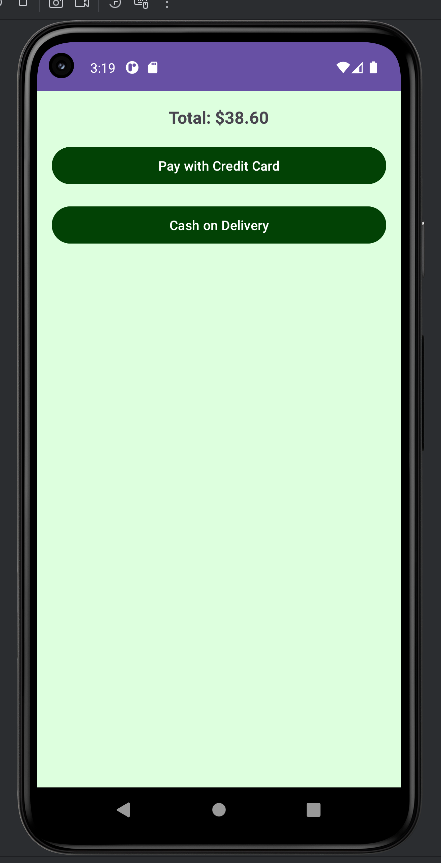 3:19
Total: $38.60
Pay with Credit Card
Cash on Delivery